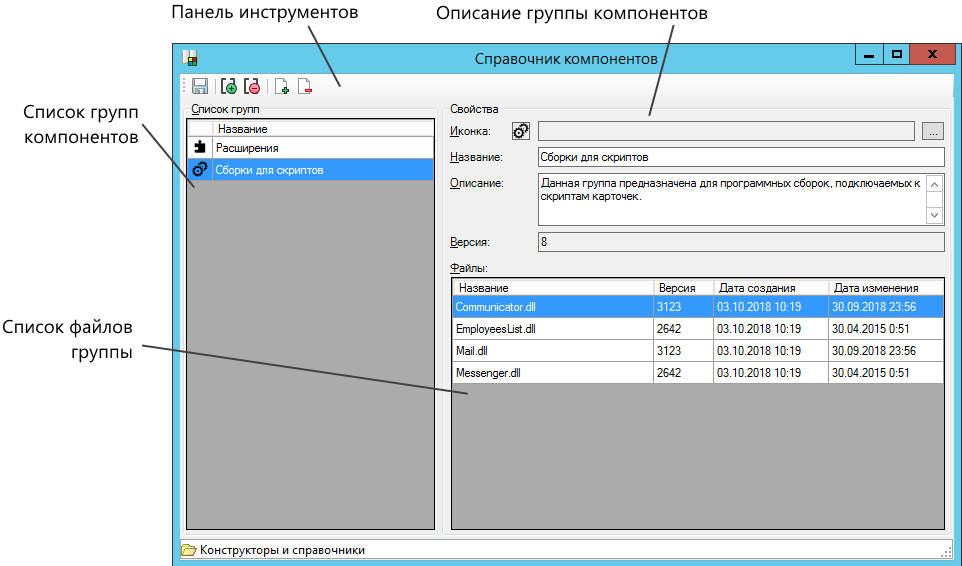 Панель инструментов
Описание группы компонентов
Справочник компонентов
Список групп
компонентов
Список групп
Название
Расширения
Сборки для скриптов
Свойства
Иконка:
...
Название:
Сборки для скриптов
Описание:
Данная группа предназначена для программных сборок, подключаемых к
скриптам карточек.
Версия:
8
Файлы:
Название Версия Дата создания Дата изменения
Communicator.dll 3123 03.10.2018 10:19 30.09.2018 23:56
EmployeesList.dll 2642 03.10.2018 10:19 30.04.2015 0:51
Mail.dll 3123 03.10.2018 10:19 30.09.2018 23:56
Messenger.dll 2642 03.10.2018 10:19 30.04.2015 0:51
Список файлов
группы
Конструкторы и справочники